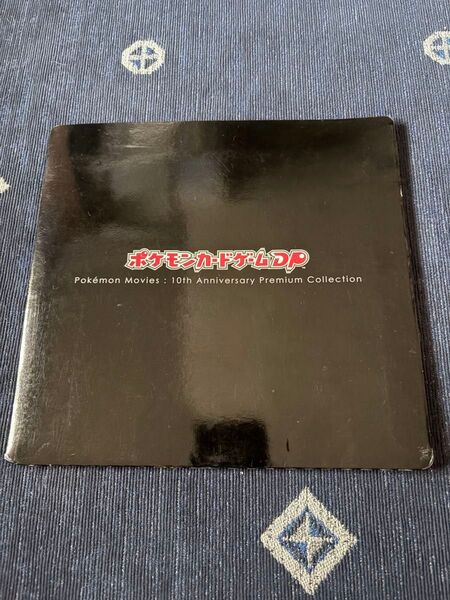 ポケモンカードゲームDP
Pokémon Movies : 10th Anniversary Premium Collection